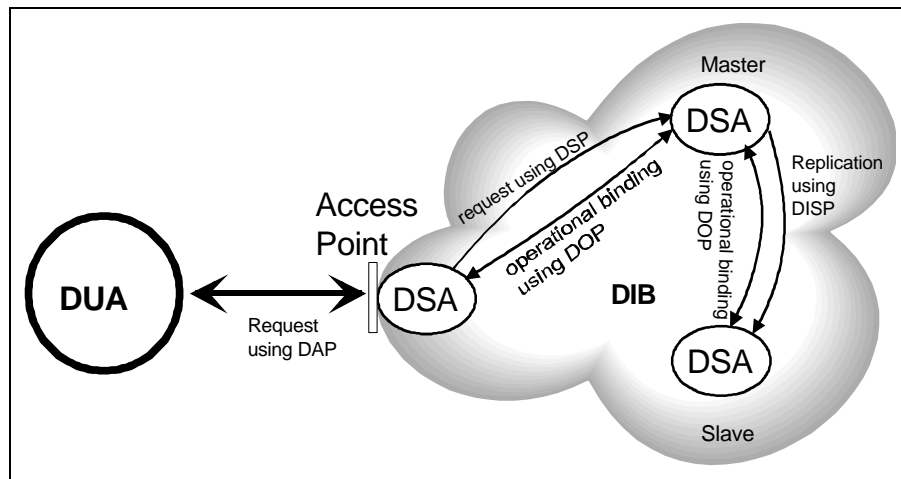 DUA
Request
using DAP
Access
Point
DSA
request using DSP
operational binding
using DOP
DIB
Master
DSA
operational binding
using DOP
Replication
using
DISP
DSA
Slave